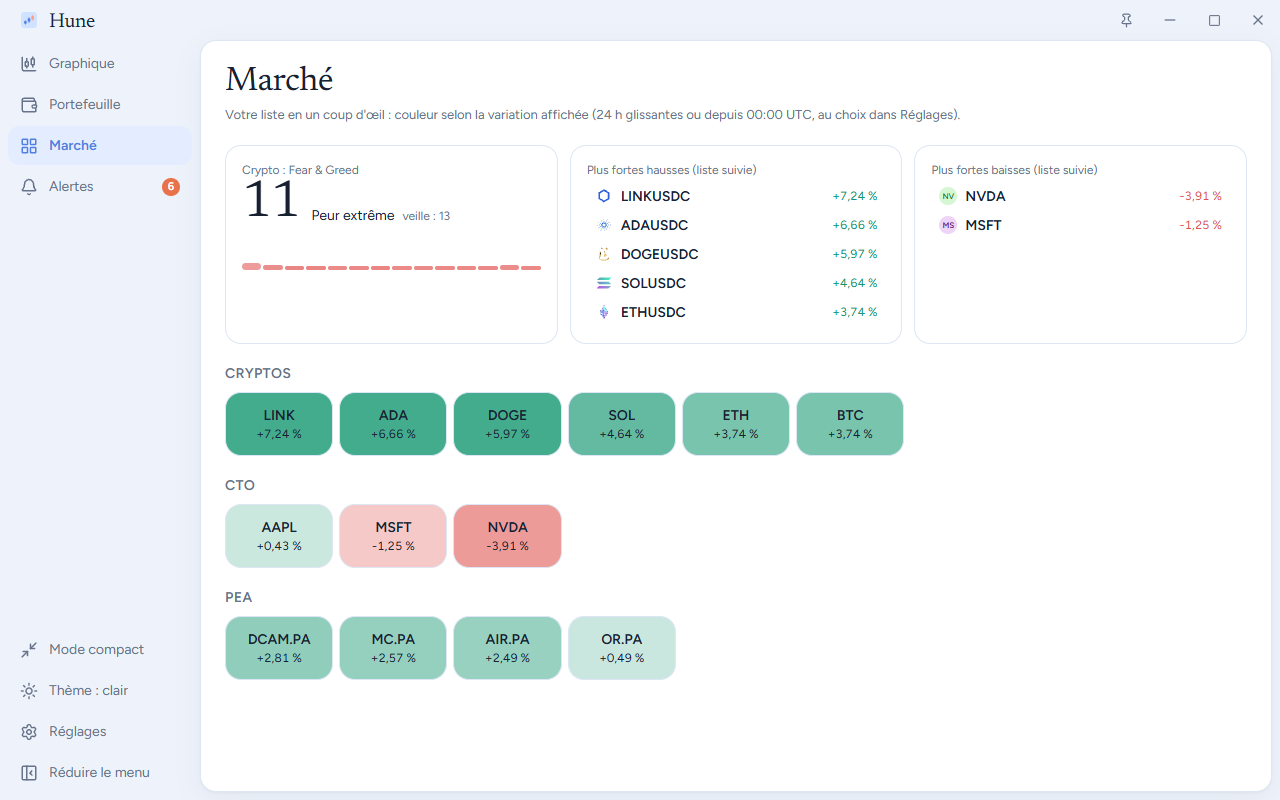 Hune
Graphique
Portefeuille
Marché
Alertes
6
Mode compact
Thème : clair
Réglages
Réduire le menu
Marché
Votre liste en un coup d'œil : couleur selon la variation affichée (24 h glissantes ou depuis 00:00 UTC, au choix dans Réglages).
Crypto : Fear & Greed
11 Peur extrême veille : 13
Plus fortes hausses (liste suivie)
LINKUSDC +7,24 %
ADAUSDC +6,66 %
DOGEUSDC +5,97 %
SOLUSDC +4,64 %
ETHUSDC +3,74 %
Plus fortes baisses (liste suivie)
NV NVDA -3,91 %
MS MSFT -1,25 %
CRYPTOS
LINK
+7,24 %
ADA
+6,66 %
DOGE
+5,97 %
SOL
+4,64 %
ETH
+3,74 %
BTC
+3,74 %
CTO
AAPL
+0,43 %
MSFT
-1,25 %
NVDA
-3,91 %
PEA
DCAM.PA
+2,81 %
MC.PA
+2,57 %
AIR.PA
+2,49 %
OR.PA
+0,49 %